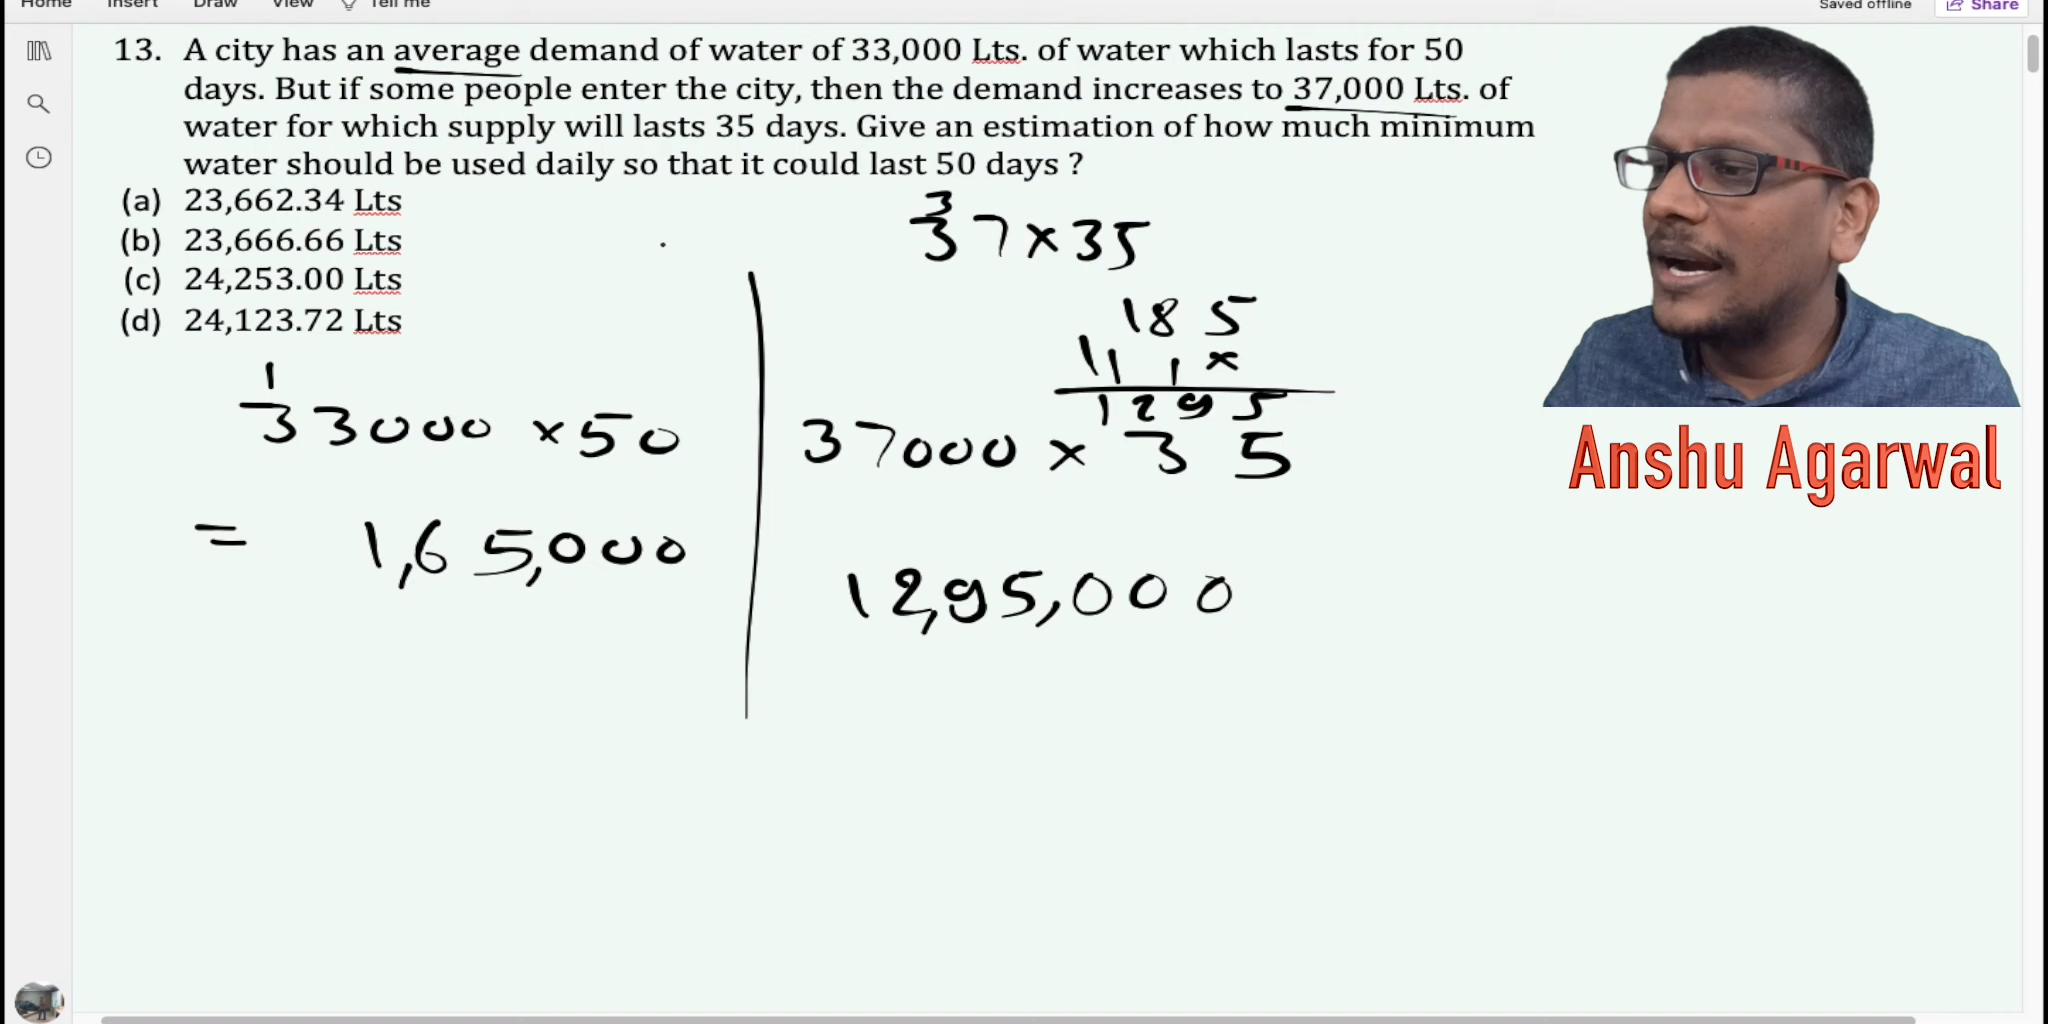 Home Insert Draw View Tell me Saved offline Share
13. A city has an average demand of water of 33,000 Lts. of water which lasts for 50
days. But if some people enter the city, then the demand increases to 37,000 Lts. of
water for which supply will lasts 35 days. Give an estimation of how much minimum
water should be used daily so that it could last 50 days ?
(a) 23,662.34 Lts
(b) 23,666.66 Lts
(c) 24,253.00 Lts
(d) 24,123.72 Lts
1
33000 × 50
= 1,65,000
3
37 × 35
185
111×
1295
37000 × 35
12,95,000
Anshu Agarwal